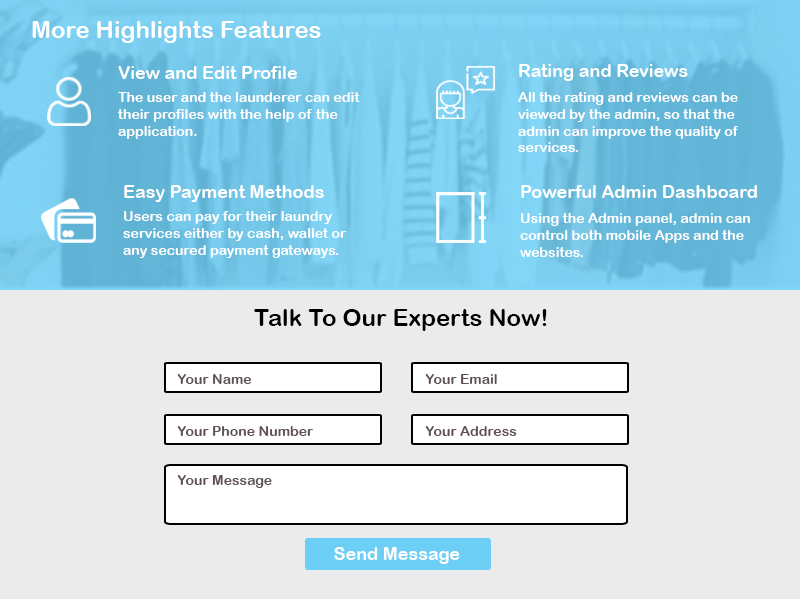 More Highlights Features
View and Edit Profile
The user and the launderer can edit
their profiles with the help of the
application.
Rating and Reviews
All the rating and reviews can be
viewed by the admin, so that the
admin can improve the quality of
services.
Easy Payment Methods
Users can pay for their laundry
services either by cash, wallet or
any secured payment gateways.
Powerful Admin Dashboard
Using the Admin panel, admin can
control both mobile Apps and the
websites.
Talk To Our Experts Now!
Your Name
Your Email
Your Phone Number
Your Address
Your Message
Send Message